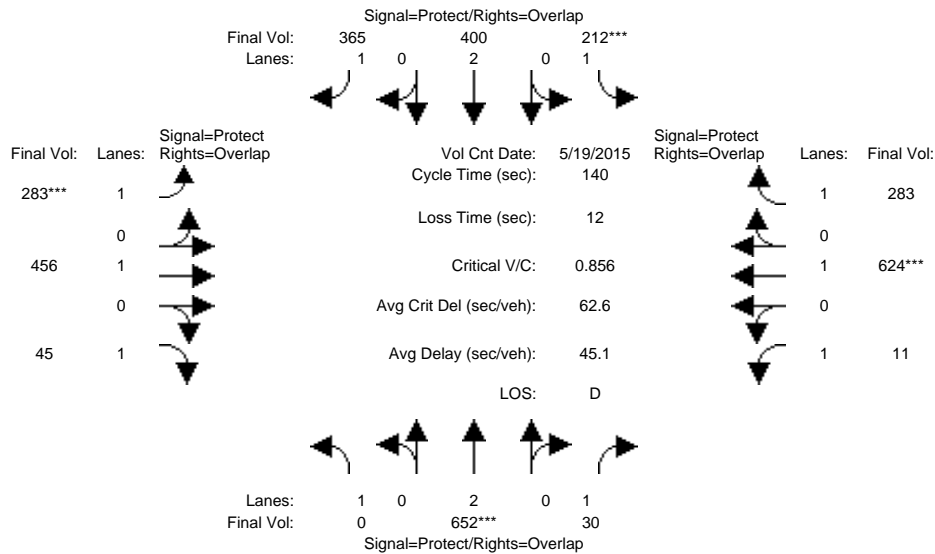 Signal=Protect/Rights=Overlap
Final Vol: 365 400 212***
Lanes: 1 0 2 0 1
Signal=Protect Signal=Protect
Final Vol: Lanes: Rights=Overlap Vol Cnt Date: 5/19/2015 Rights=Overlap Lanes: Final Vol:
Cycle Time (sec): 140
283*** 1 1 283
Loss Time (sec): 12
0 0
456 1 Critical V/C: 0.856 1 624***
0 Avg Crit Del (sec/veh): 62.6 0
45 1 Avg Delay (sec/veh): 45.1 1 11
LOS: D
Lanes: 1 0 2 0 1
Final Vol: 0 652*** 30
Signal=Protect/Rights=Overlap